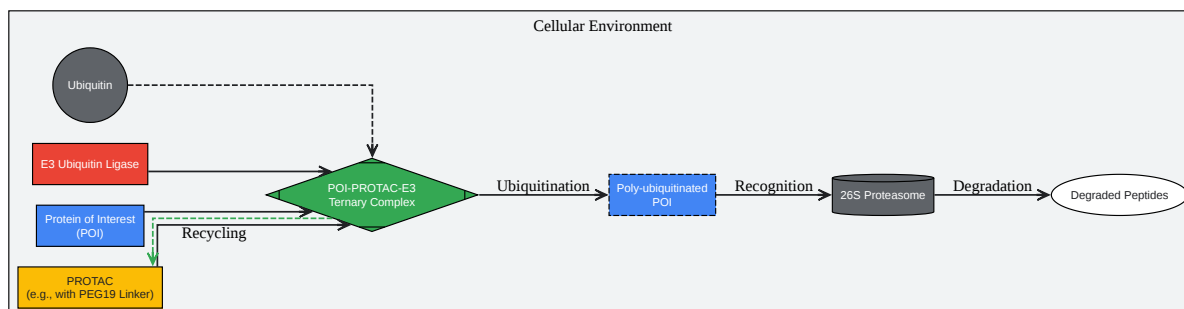 Cellular Environment
Ubiquitin
E3 Ubiquitin Ligase
POI-PROTAC-E3
Ternary Complex
Ubiquitination
Poly-ubiquitinated
POI
Recognition
26S Proteasome
Degradation
Degraded Peptides
Protein of Interest
(POI)
Recycling
PROTAC
(e.g., with PEG19 Linker)